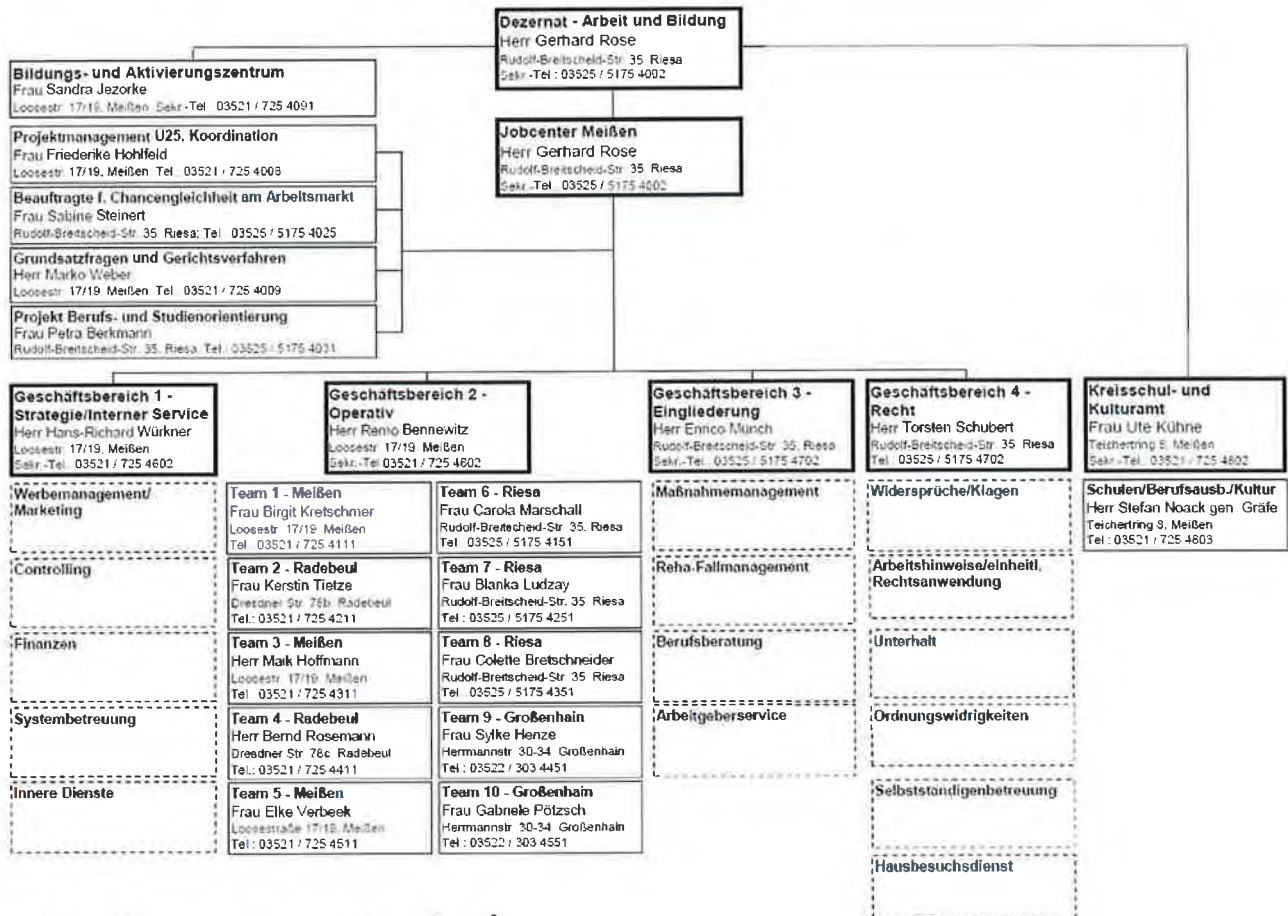 Dezernat - Arbeit und Bildung
Herr Gerhard Rose
Rudolf-Breitscheid-Str. 35 Riesa
Sekr.-Tel.: 03525 / 5175 4002
Bildungs- und Aktivierungszentrum
Frau Sandra Jezorke
Loosestr. 17/19, Meißen Sekr.-Tel. 03521 / 725 4091
Projektmanagement U25, Koordination
Frau Friederike Hohlfeld
Loosestr. 17/19, Meißen Tel. 03521 / 725 4008
Beauftragte f. Chancengleichheit am Arbeitsmarkt
Frau Sabine Steinert
Rudolf-Breitscheid-Str. 35 Riesa; Tel. 03525 / 5175 4025
Grundsatzfragen und Gerichtsverfahren
Herr Marko Weber
Loosestr. 17/19 Meißen Tel. 03521 / 725 4009
Projekt Berufs- und Studienorientierung
Frau Petra Berkmann
Rudolf-Breitscheid-Str. 35, Riesa, Tel.: 03525 / 5175 4031
Jobcenter Meißen
Herr Gerhard Rose
Rudolf-Breitscheid-Str. 35 Riesa
Sekr.-Tel. 03525 / 5175 4002
Geschäftsbereich 1 -
Strategie/Interner Service
Herr Hans-Richard Würkner
Loosestr. 17/19, Meißen
Sekr.-Tel. 03521 / 725 4602
Werbemanagement/
Marketing
Controlling
Finanzen
Systembetreuung
Innere Dienste
Geschäftsbereich 2 -
Operativ
Herr Remo Bennewitz
Loosestr. 17/19 Meißen
Sekr.-Tel 03521 / 725 4602
Team 1 - Meißen
Frau Birgit Kretschmer
Loosestr. 17/19 Meißen
Tel. 03521 / 725 4111
Team 2 - Radebeul
Frau Kerstin Tietze
Dresdner Str. 78b Radebeul
Tel.: 03521 / 725 4211
Team 3 - Meißen
Herr Maik Hoffmann
Loosestr. 17/19, Meißen
Tel. 03521 / 725 4311
Team 4 - Radebeul
Herr Bernd Rosemann
Dresdner Str 78c Radebeul
Tel.: 03521 / 725 4411
Team 5 - Meißen
Frau Elke Verbeek
Loosestraße 17/19, Meißen
Tel.: 03521 / 725 4511
Team 6 - Riesa
Frau Carola Marschall
Rudolf-Breitscheid-Str 35, Riesa
Tel.: 03525 / 5175 4151
Team 7 - Riesa
Frau Blanka Ludzay
Rudolf-Breitscheid-Str. 35 Riesa
Tel.: 03525 / 5175 4251
Team 8 - Riesa
Frau Colette Bretschneider
Rudolf-Breitscheid-Str. 35 Riesa
Tel. 03525 / 5175 4351
Team 9 - Großenhain
Frau Sylke Henze
Herrmannstr 30-34 Großenhain
Tel.: 03522 / 303 4451
Team 10 - Großenhain
Frau Gabriele Pötzsch
Herrmannstr 30-34 Großenhain
Tel.: 03522 / 303 4551
Geschäftsbereich 3 -
Eingliederung
Herr Enrico Münch
Rudolf-Breitscheid-Str. 35, Riesa
Sekr.-Tel.: 03525 / 5175 4702
Maßnahmemanagement
Reha-Fallmanagement
Berufsberatung
Arbeitgeberservice
Geschäftsbereich 4 -
Recht
Herr Torsten Schubert
Rudolf-Breitscheid-Str. 35 Riesa
Tel.: 03525 / 5175 4702
Widersprüche/Klagen
Arbeitshinweise/einheitl.
Rechtsanwendung
Unterhalt
Ordnungswidrigkeiten
Selbstständigenbetreuung
Hausbesuchsdienst
Kreisschul- und
Kulturamt
Frau Ute Kühne
Teichertring 8, Meißen
Sekr.-Tel.: 03521 / 725 4602
Schulen/Berufsausb./Kultur
Herr Stefan Noack gen. Gräfe
Teichertring 8, Meißen
Tel.: 03521 / 725 4603